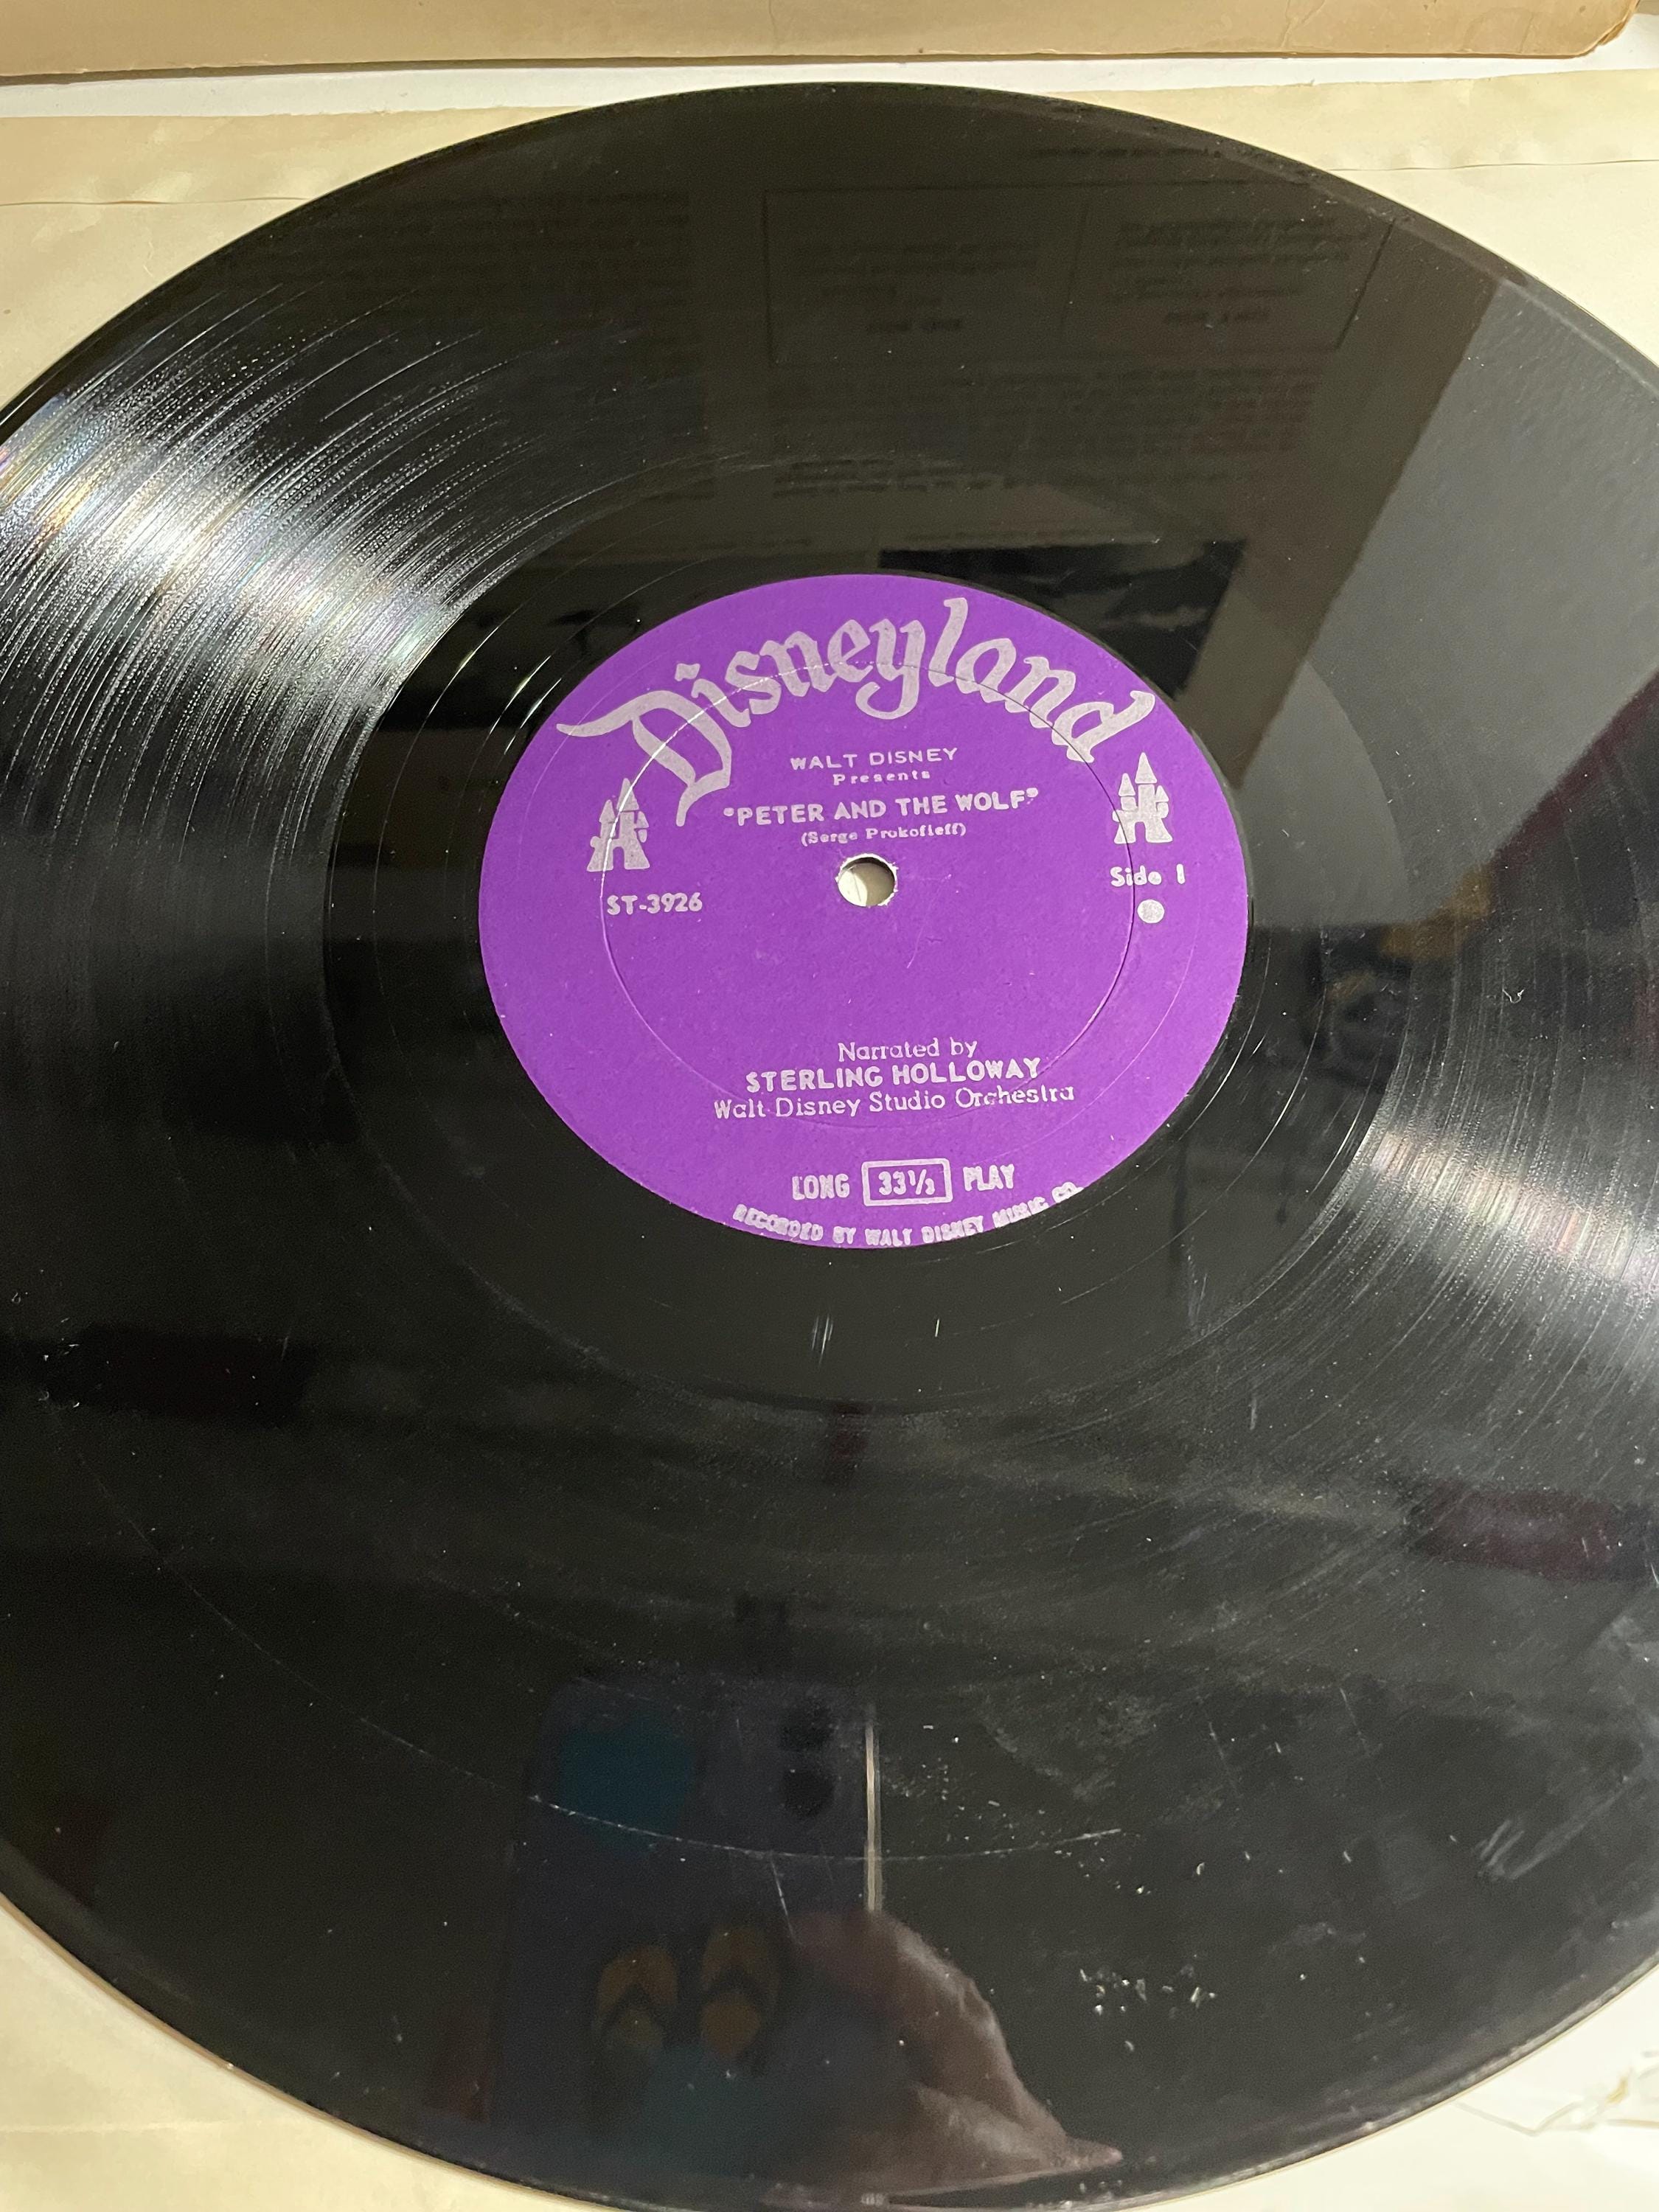 Disneyland
WALT DISNEY
Presents
"PETER AND THE WOLF"
(Serge Prokofieff)
Side 1
ST-3926
Narrated by
STERLING HOLLOWAY
Walt Disney Studio Orchestra
LONG 33⅓ PLAY
RECORDED BY WALT DISNEY MUSIC CO.